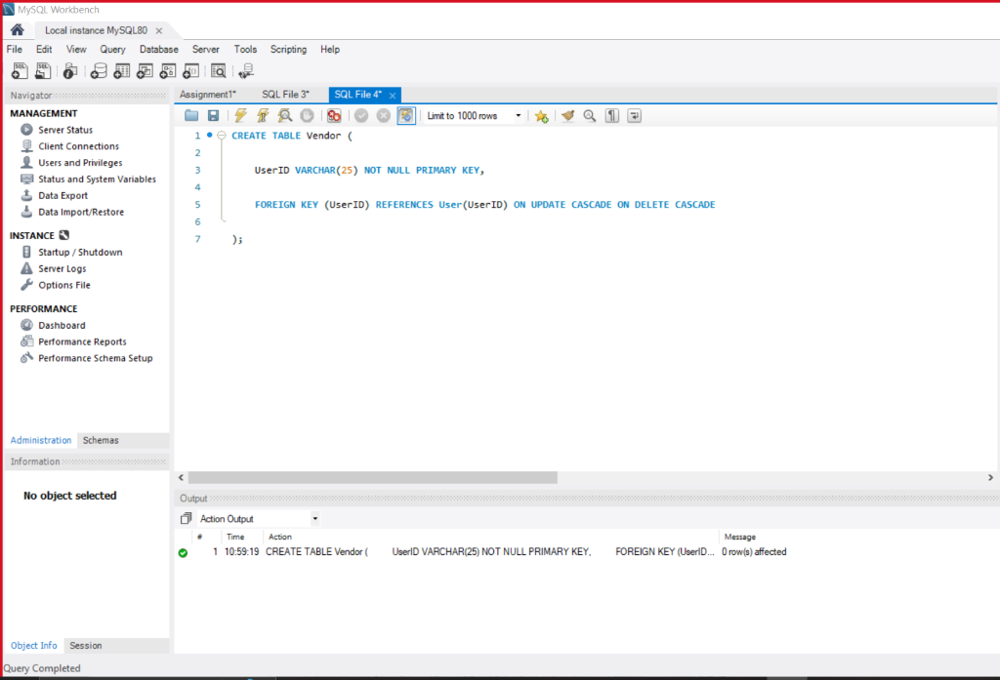 MySQL Workbench
Local instance MySQL80
File Edit View Query Database Server Tools Scripting Help
Navigator
MANAGEMENT
Server Status
Client Connections
Users and Privileges
Status and System Variables
Data Export
Data Import/Restore
INSTANCE
Startup / Shutdown
Server Logs
Options File
PERFORMANCE
Dashboard
Performance Reports
Performance Schema Setup
Administration Schemas
Information
No object selected
Object Info Session
Assignment1* SQL File 3* SQL File 4*
Limit to 1000 rows
1 CREATE TABLE Vendor (
2
3 UserID VARCHAR(25) NOT NULL PRIMARY KEY,
4
5 FOREIGN KEY (UserID) REFERENCES User(UserID) ON UPDATE CASCADE ON DELETE CASCADE
6
7 );
Output
Action Output
# Time Action Message
1 10:59:19 CREATE TABLE Vendor ( UserID VARCHAR(25) NOT NULL PRIMARY KEY, FOREIGN KEY (UserID... 0 row(s) affected
Query Completed